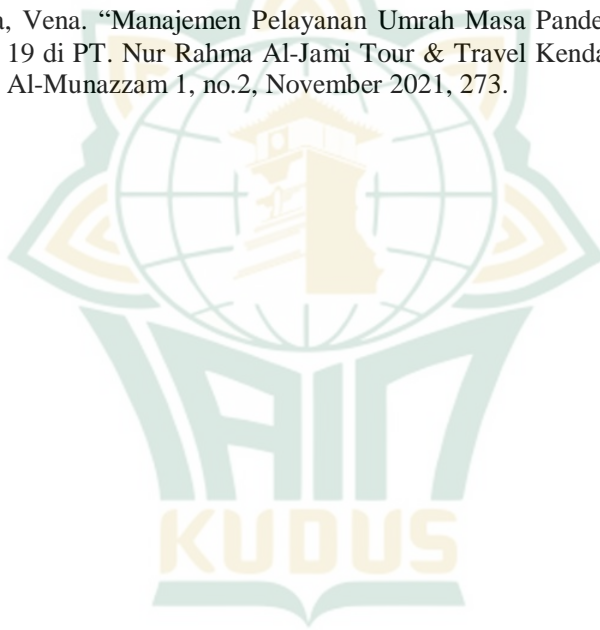 a, Vena. “Manajemen Pelayanan Umrah Masa Pande
19 di PT. Nur Rahma Al-Jami Tour & Travel Kenda
Al-Munazzam 1, no.2, November 2021, 273.
IAIN
KUDUS